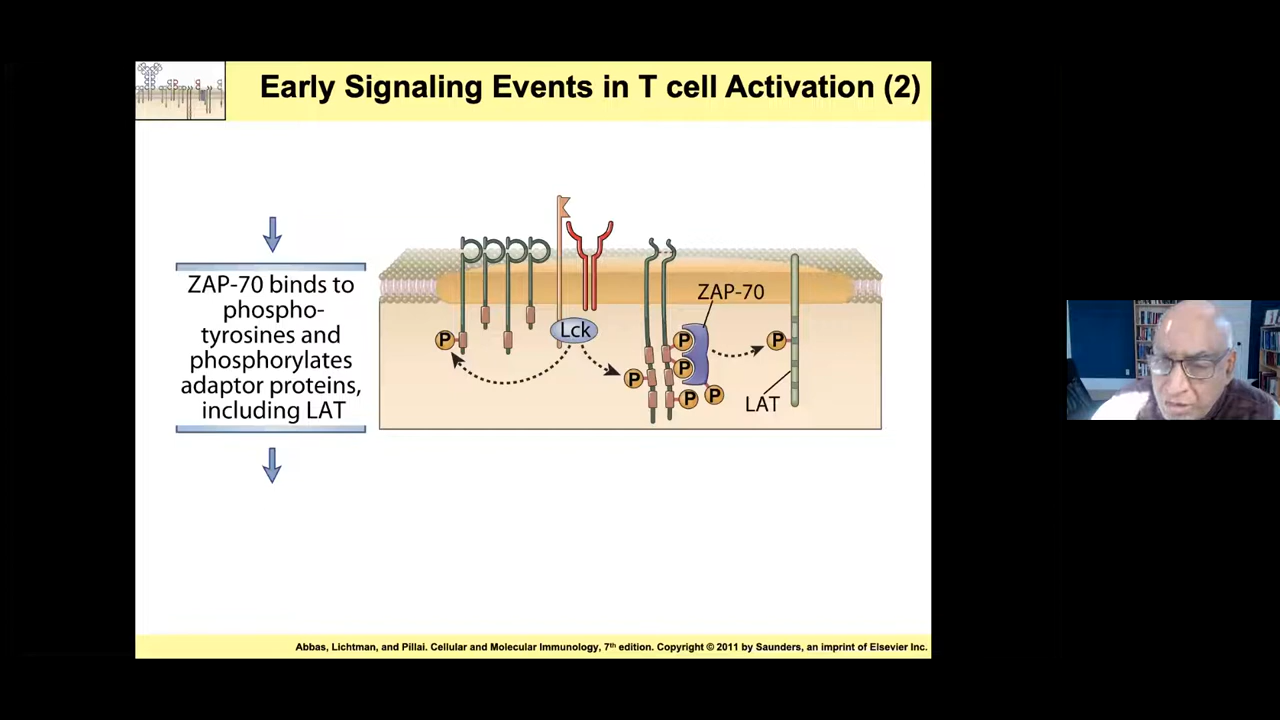 Early Signaling Events in T cell Activation (2)
ZAP-70 binds to
phospho-
tyrosines and
phosphorylates
adaptor proteins,
including LAT
ZAP-70
Lck
P
P
P
P
P
P
P
LAT
Abbas, Lichtman, and Pillai. Cellular and Molecular Immunology, 7th edition. Copyright © 2011 by Saunders, an imprint of Elsevier Inc.